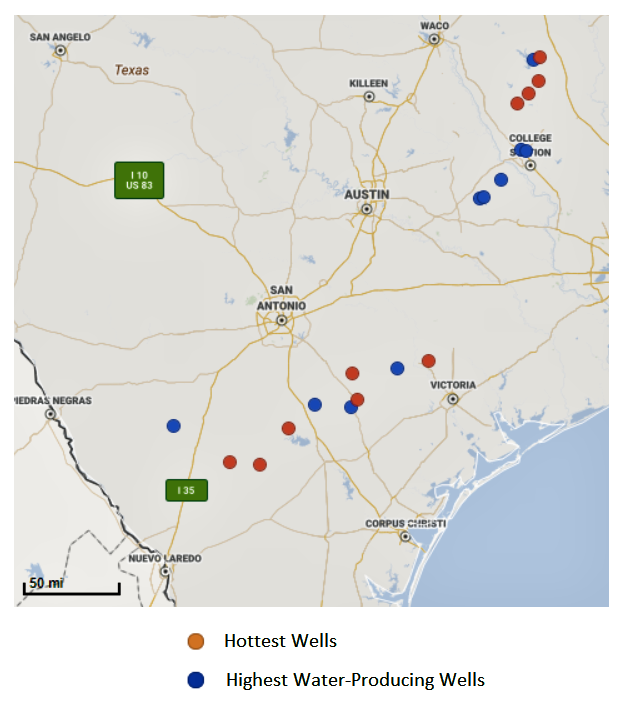 WACO
SAN ANGELO
Texas
KILLEEN
COLLEGE
STATION
I 10
US 83
AUSTIN
SAN
ANTONIO
PIEDRAS NEGRAS
VICTORIA
I 35
CORPUS CHRISTI
NUEVO LAREDO
50 mi
Hottest Wells
Highest Water-Producing Wells